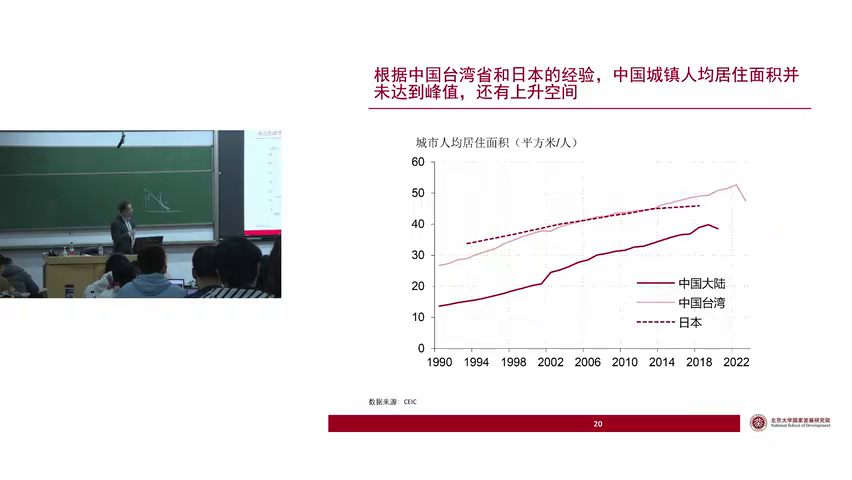 根据中国台湾省和日本的经验，中国城镇人均居住面积并
未达到峰值，还有上升空间
城市人均居住面积（平方米/人）
60
50
40
30
20
10
0
1990 1994 1998 2002 2006 2010 2014 2018 2022
中国大陆
中国台湾
日本
数据来源：CEIC
20
北京大学国家发展研究院
National School of Development